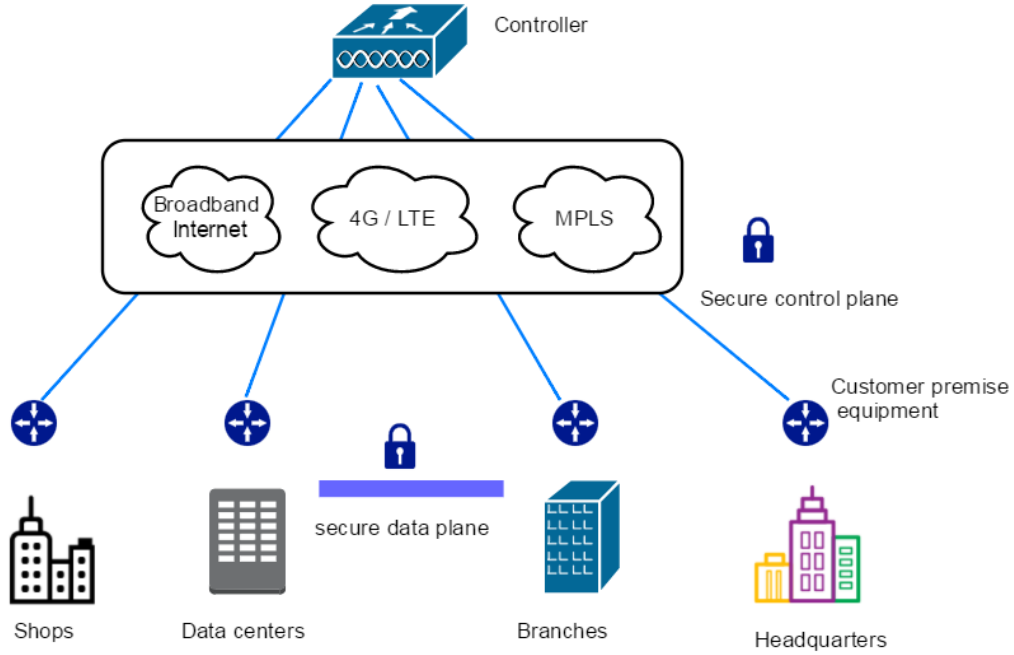 Controller
Broadband
Internet
4G / LTE
MPLS
Secure control plane
Customer premise
equipment
secure data plane
Shops
Data centers
Branches
Headquarters